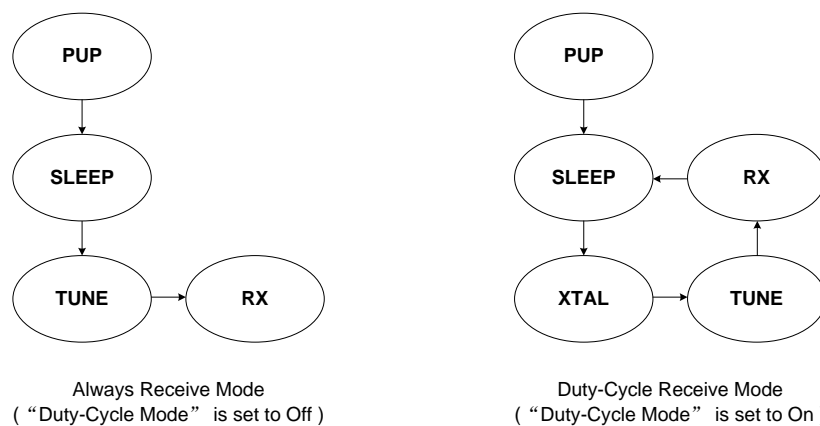 PUP
SLEEP
TUNE
RX
Always Receive Mode
( “Duty-Cycle Mode” is set to Off )
PUP
SLEEP
RX
XTAL
TUNE
Duty-Cycle Receive Mode
( “Duty-Cycle Mode” is set to On